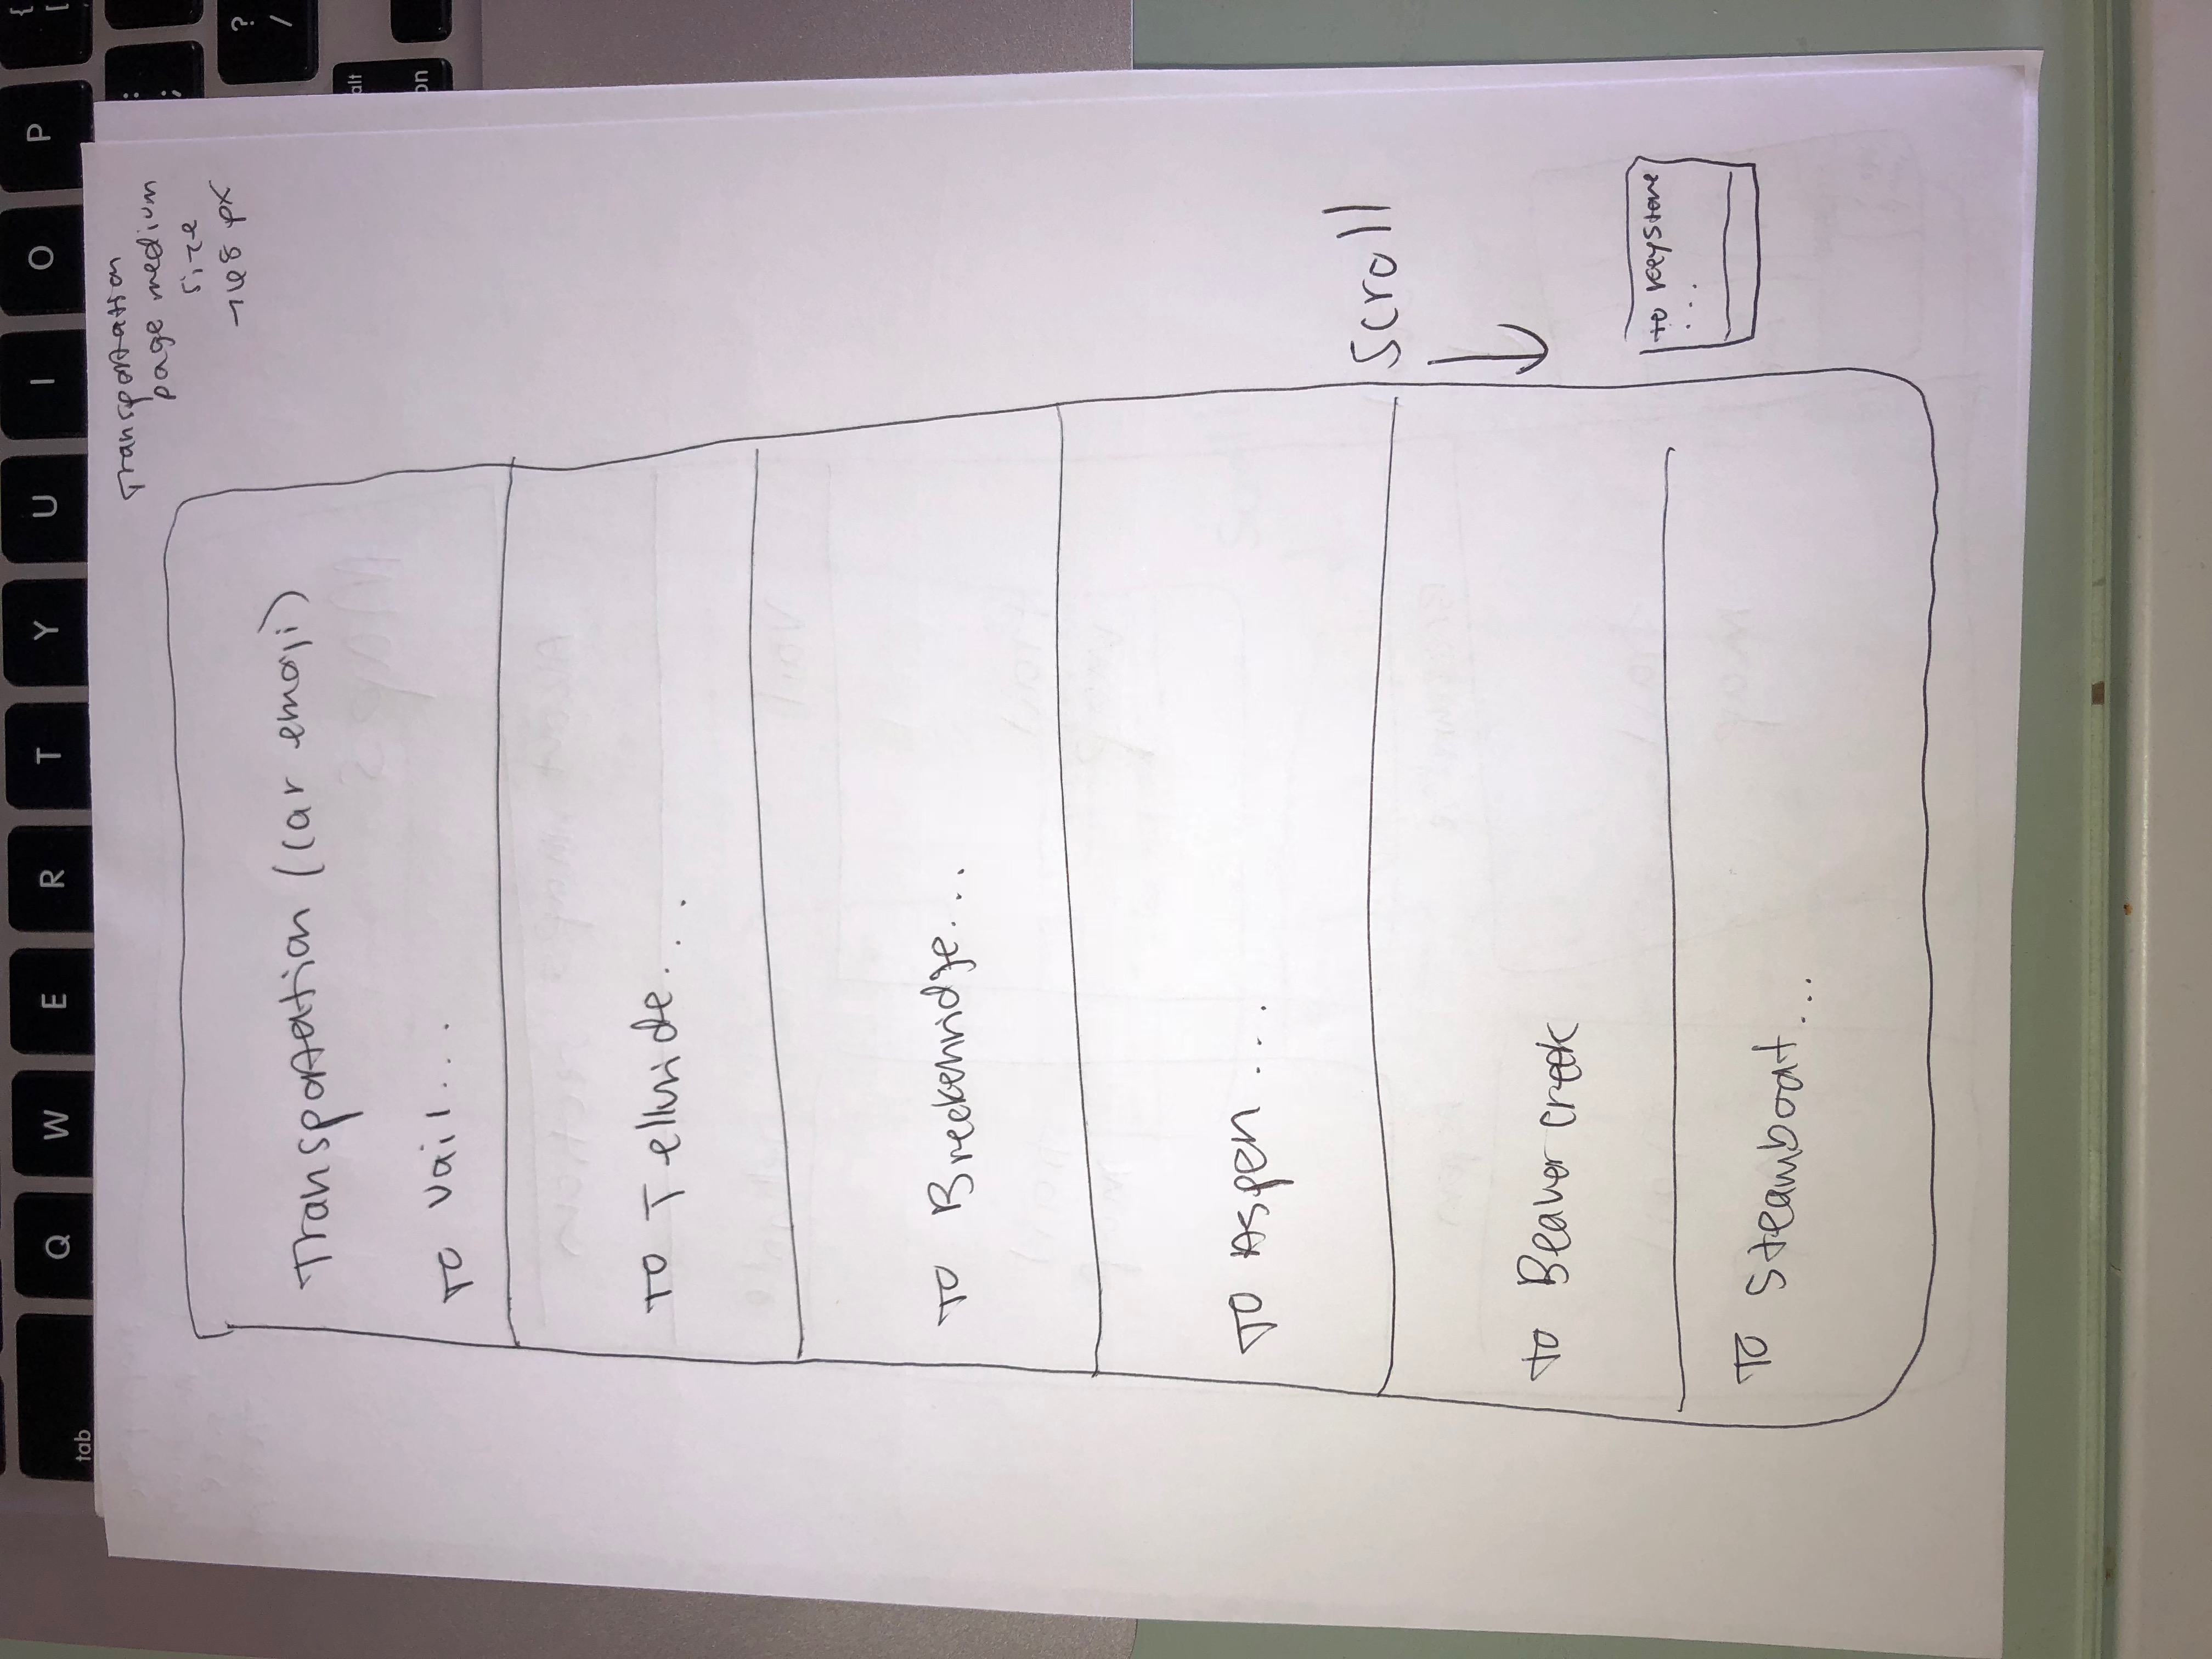 tab
Q W E R T Y U I O P {
[
:
;
?
/
alt
Transportation
page medium
size
768 px
Transportation (car emoji)
TO Vail...
TO Telluride...
TO Breckenridge...
TO Aspen...
scroll
to Beaver creek
to keystone
...
TO Steamboat...